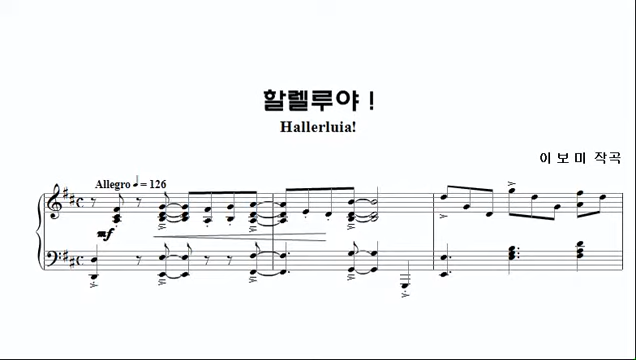 할렐루야 !
Hallerluia!
이 보 미 작곡
Allegro ♩ = 126
mf